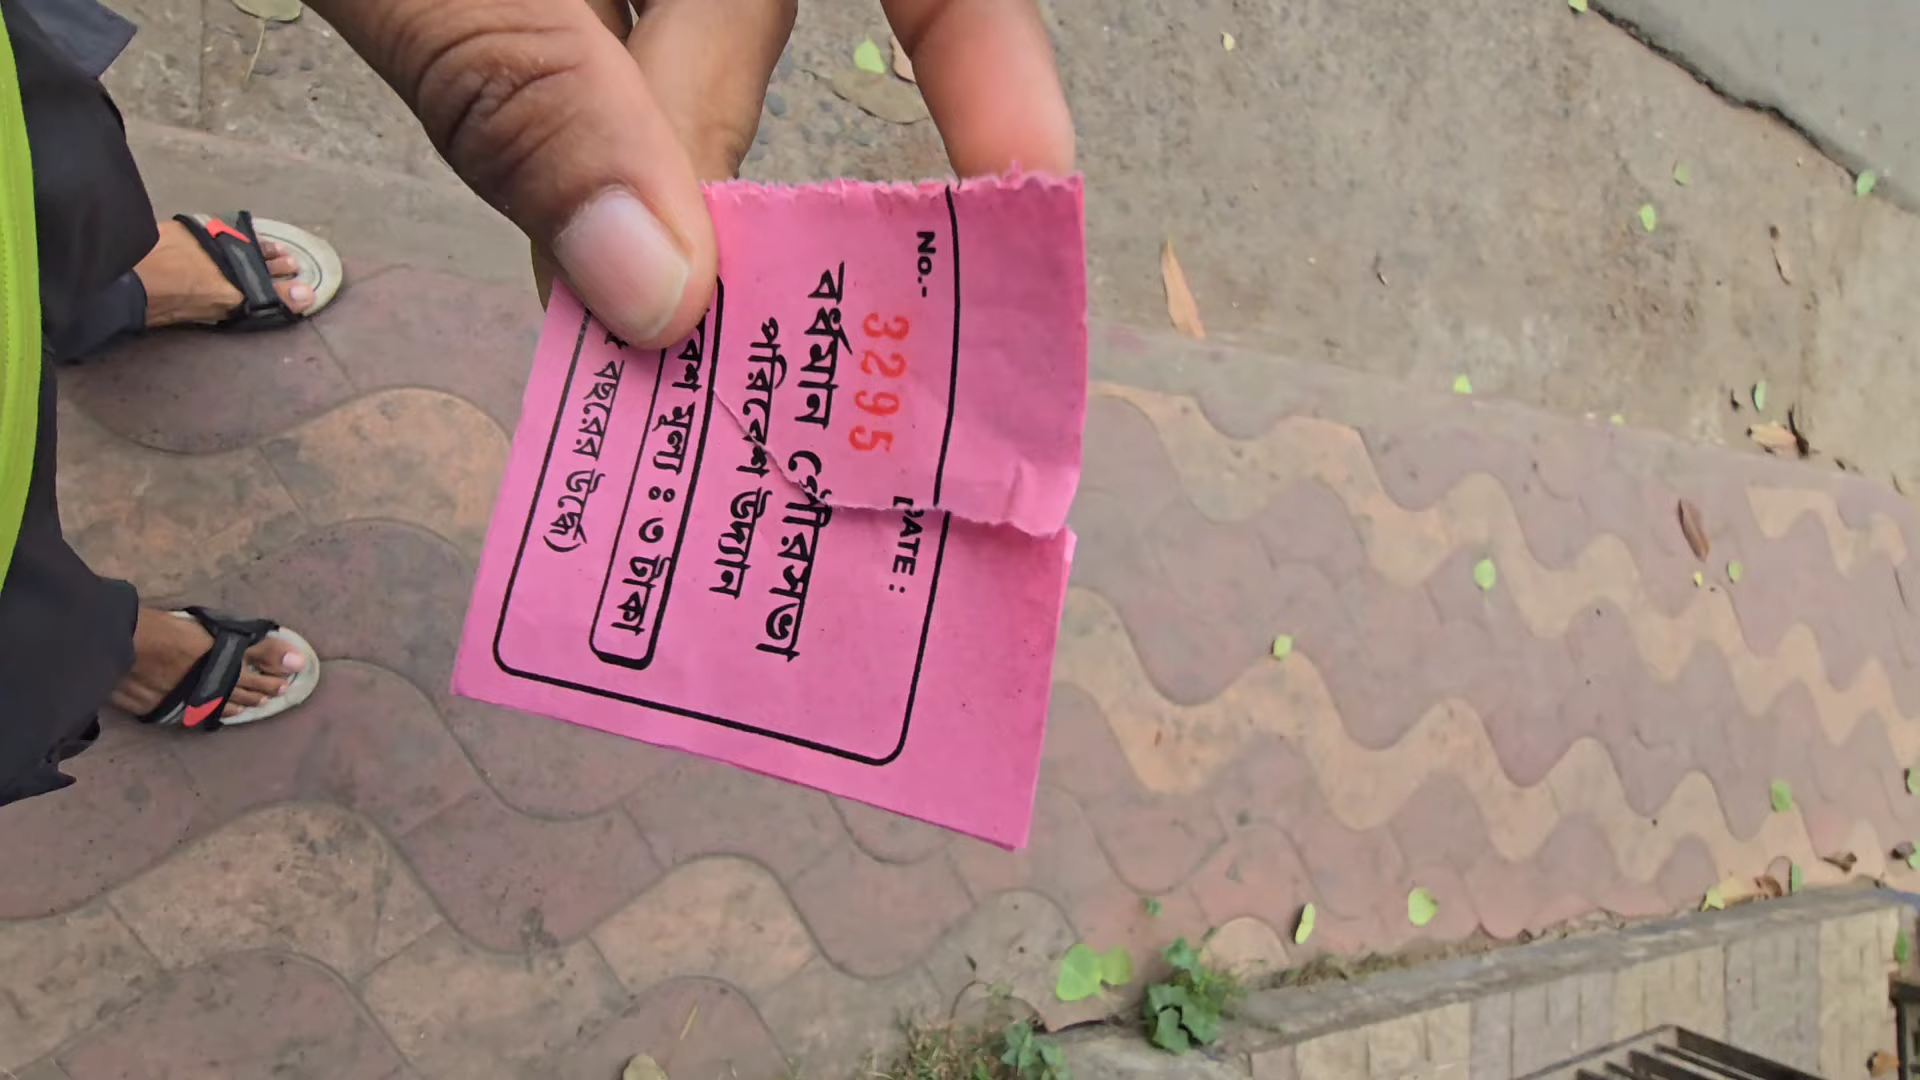 No.- DATE :
3295
বর্ধমান পৌরসভা
পরিবেশ উদ্যান
মূল্য : ৩ টাকা
বছরের উর্দ্ধে)